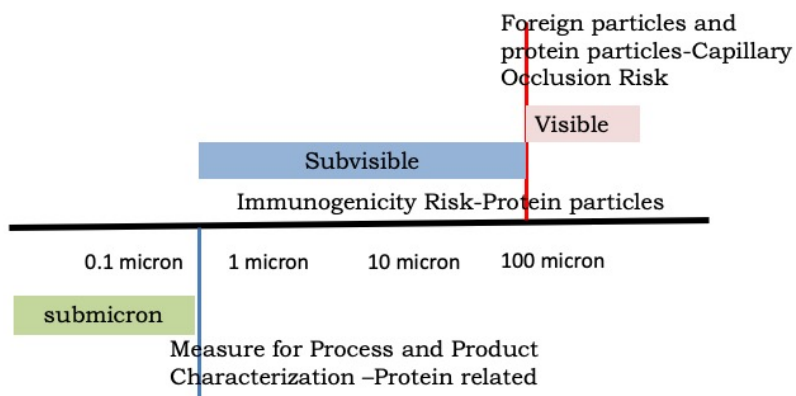 Foreign particles and
protein particles-Capillary
Occlusion Risk
Visible
Subvisible
Immunogenicity Risk-Protein particles
0.1 micron 1 micron 10 micron 100 micron
submicron
Measure for Process and Product
Characterization –Protein related